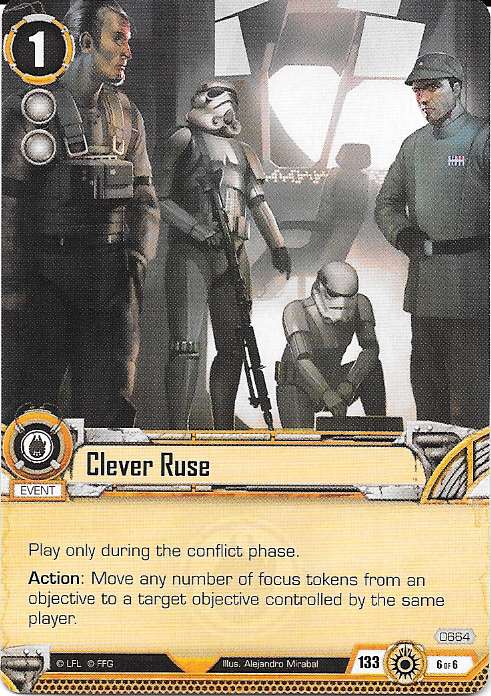 1
Clever Ruse
EVENT
Play only during the conflict phase.
Action: Move any number of focus tokens from an
objective to a target objective controlled by the same
player.
0664
© LFL © FFG
Illus. Alejandro Mirabal
133
6 OF 6